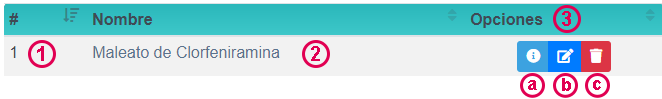 # Nombre Opciones 3
1 1 Maleato de Clorfeniramina 2
a b c